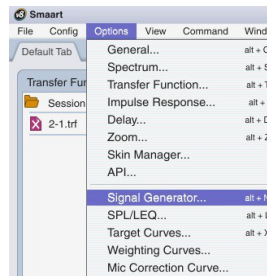 Smaart
File Config Options View Command Wind
Default Tab
General... alt + G
Spectrum... alt + S
Transfer Function... alt + T
Impulse Response... alt +
Delay... alt + D
Zoom... alt + Z
Skin Manager...
API...
Signal Generator... alt + N
SPL/LEQ... alt + L
Target Curves... alt + X
Weighting Curves...
Mic Correction Curve...
Transfer Fun
Session
2-1.trf